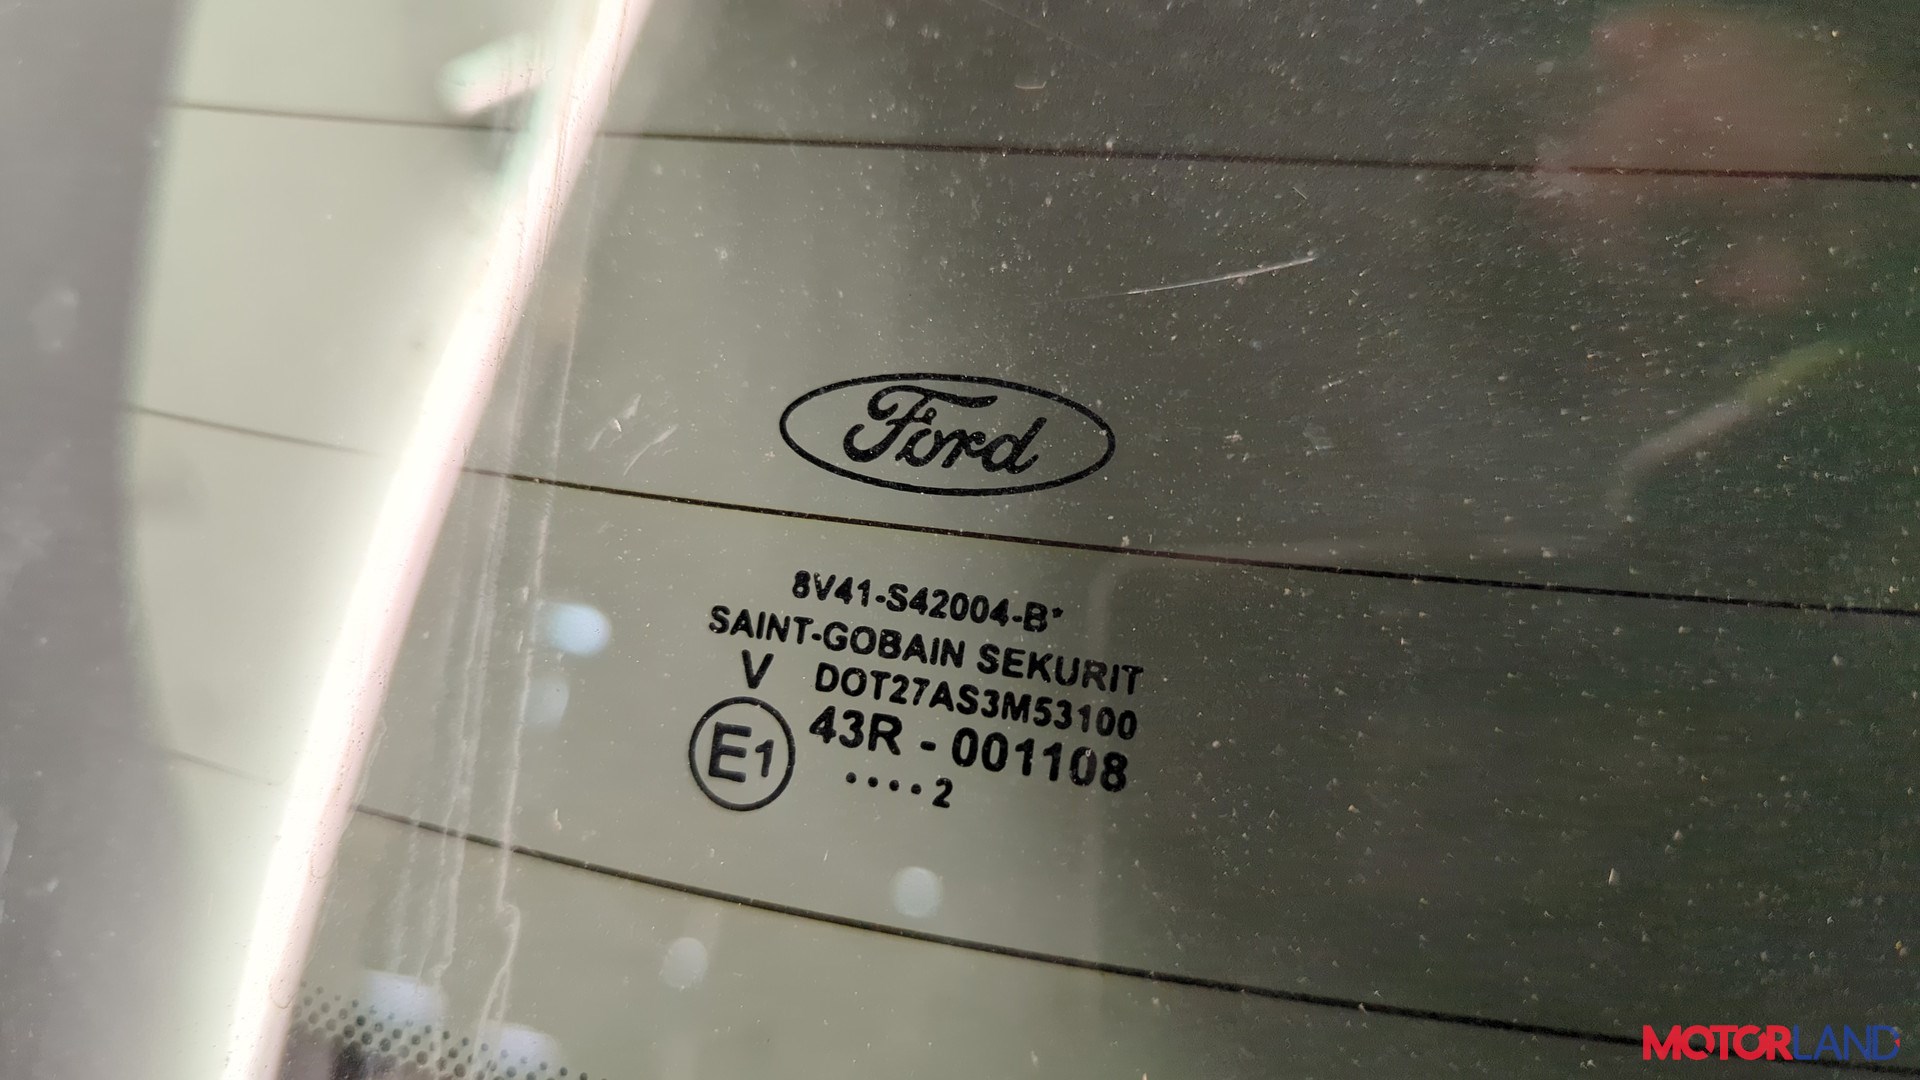 Ford
8V41-S42004-B*
SAINT-GOBAIN SEKURIT
V DOT27AS3M53100
E1 43R - 001108
....2
MOTORLAND